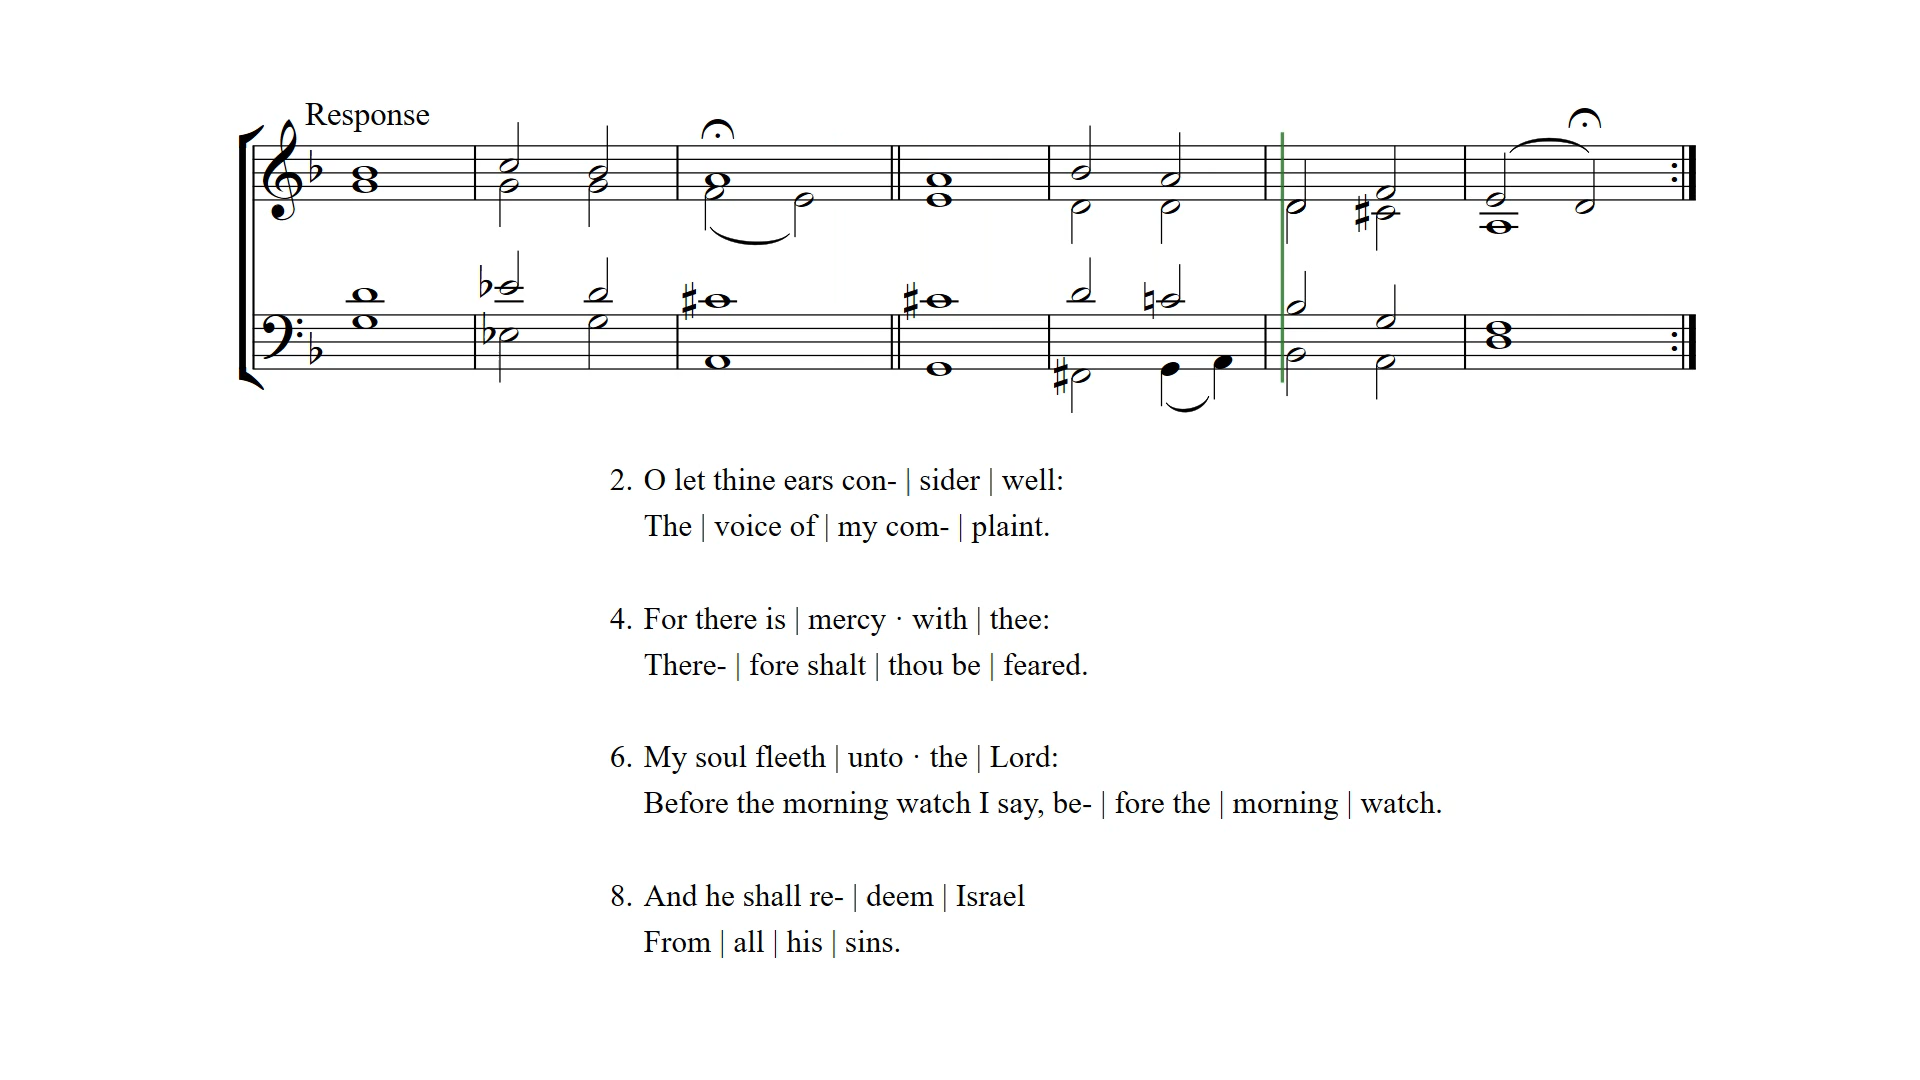 Response
2. O let thine ears con- | sider | well:
The | voice of | my com- | plaint.
4. For there is | mercy · with | thee:
There- | fore shalt | thou be | feared.
6. My soul fleeth | unto · the | Lord:
Before the morning watch I say, be- | fore the | morning | watch.
8. And he shall re- | deem | Israel
From | all | his | sins.